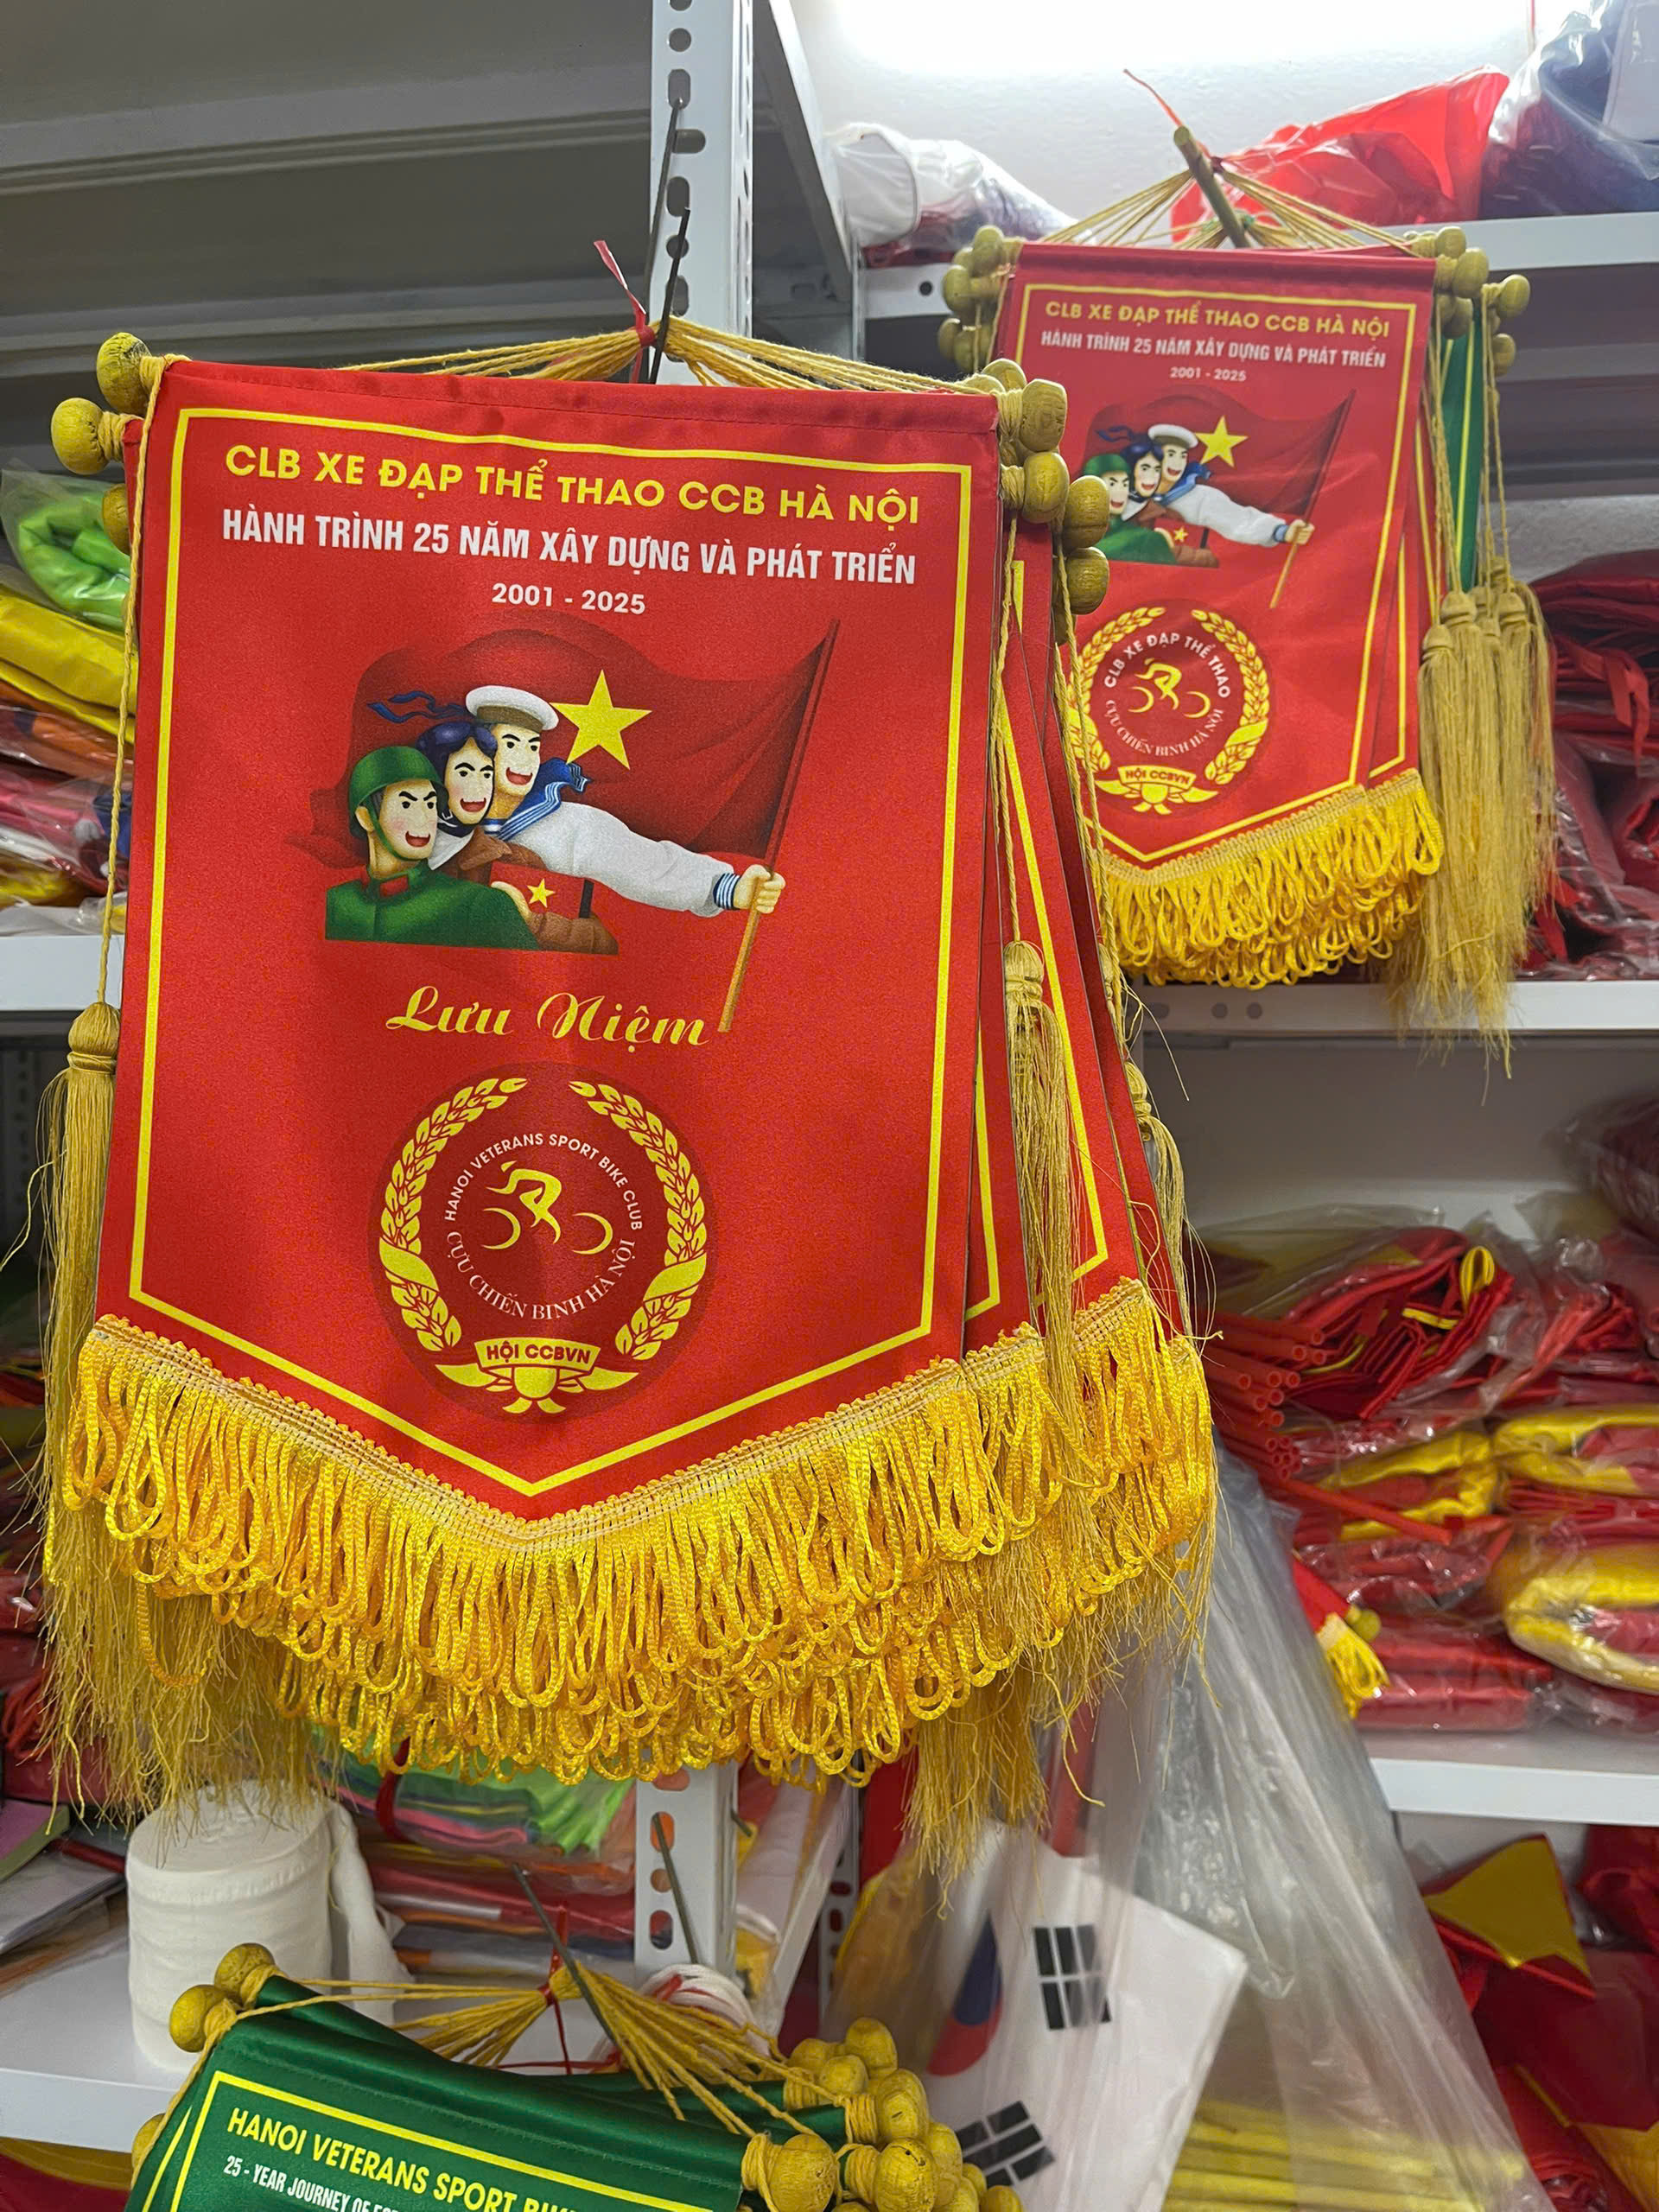 CLB XE ĐẠP THỂ THAO CCB HÀ NỘI
HÀNH TRÌNH 25 NĂM XÂY DỰNG VÀ PHÁT TRIỂN
2001 - 2025
Lưu Niệm
HANOI VETERANS SPORT BIKE CLUB
CỰU CHIẾN BINH HÀ NỘI
HỘI CCBVN
CLB XE ĐẠP THỂ THAO CCB HÀ NỘI
HÀNH TRÌNH 25 NĂM XÂY DỰNG VÀ PHÁT TRIỂN
2001 - 2025
CLB XE ĐẠP THỂ THAO
CỰU CHIẾN BINH HÀ NỘI
HỘI CCBVN
HANOI VETERANS SPORT
25 - YEAR JOURNEY OF